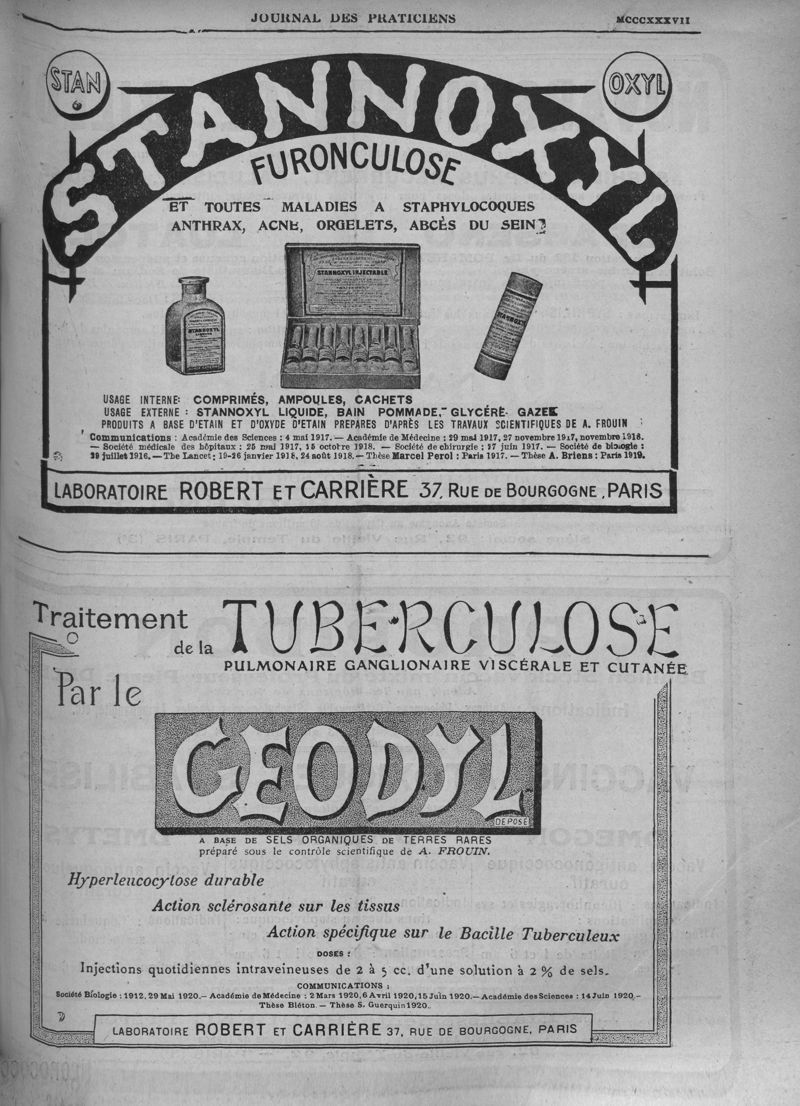 JOURNAL DES PRATICIENS
MCCCXXXVII
STAN
OXYL
STANNOXYL
FURONCULOSE
ET TOUTES MALADIES A STAPHYLOCOQUES
ANTHRAX, ACNE, ORGELETS, ABCÈS DU SEIN
STANNOXYL INJECTABLE
STANNOXYL
STANNOXYL
USAGE INTERNE: COMPRIMÉS, AMPOULES, CACHETS
USAGE EXTERNE : STANNOXYL LIQUIDE, BAIN POMMADE, GLYCÉRÉ GAZE
PRODUITS A BASE D'ETAIN ET D'OXYDE D'ETAIN PREPARES D'APRÈS LES TRAVAUX SCIENTIFIQUES DE A. FROUIN :
Communications : Académie des Sciences : 4 mai 1917. — Académie de Médecine : 29 mai 1917, 27 novembre 1917, novembre 1918.
— Société médicale des hôpitaux : 25 mai 1917, 15 octobre 1918. — Société de chirurgie : 27 juin 1917. — Société de biologie :
29 juillet 1916. — The Lancet : 19-26 janvier 1918, 24 août 1918. — Thèse Marcel Perol : Paris 1917. — Thèse A. Briens : Paris 1919.
LABORATOIRE ROBERT ET CARRIÈRE 37, RUE DE BOURGOGNE, PARIS
Traitement de la TUBERCULOSE
PULMONAIRE GANGLIONAIRE VISCÉRALE ET CUTANÉE
Par le
GEODYL
DEPOSE
A BASE DE SELS ORGANIQUES DE TERRES RARES
préparé sous le contrôle scientifique de A. FROUIN.
Hyperleucocytose durable
Action sclérosante sur les tissus
Action spécifique sur le Bacille Tuberculeux
DOSES :
Injections quotidiennes intraveineuses de 2 à 5 cc. d'une solution à 2 % de sels.
COMMUNICATIONS :
Société Biologie : 1912, 29 Mai 1920. — Académie de Médecine : 2 Mars 1920, 6 Avril 1920, 15 Juin 1920. — Académie des Sciences : 14 Juin 1920. —
Thèse Bléton. — Thèse S. Guerquin 1920.
LABORATOIRE ROBERT ET CARRIÈRE 37, RUE DE BOURGOGNE, PARIS